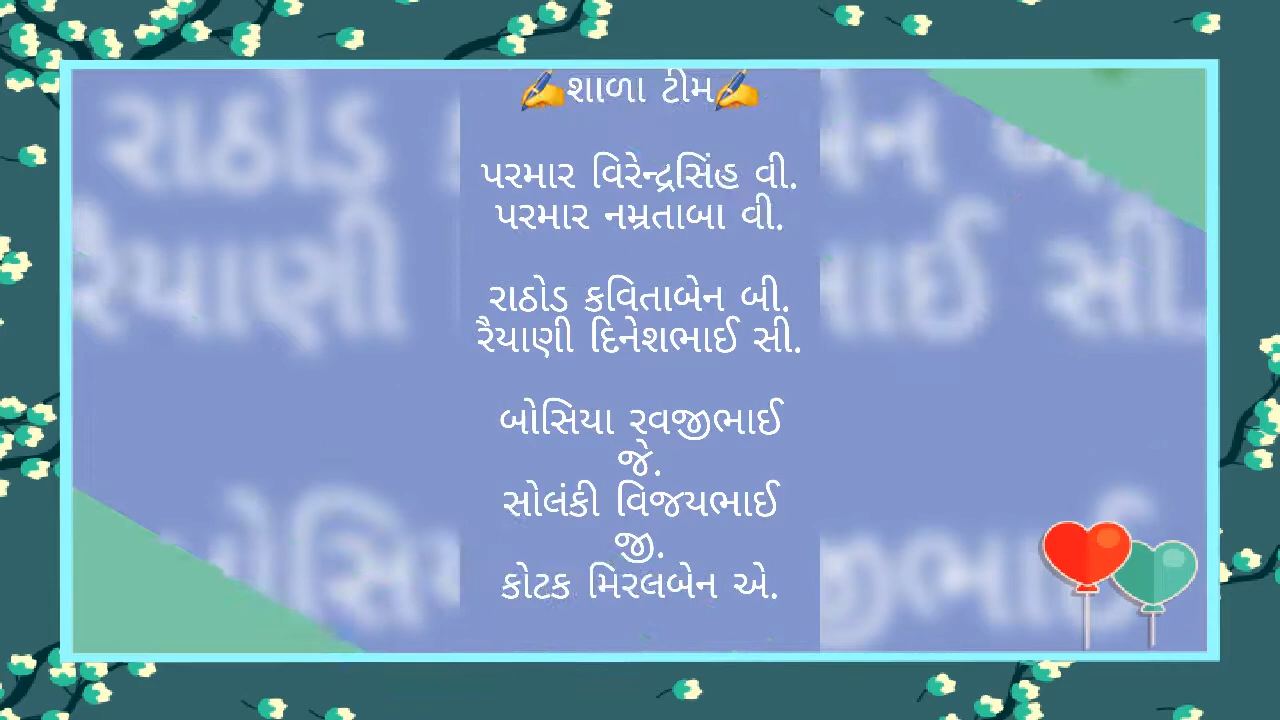 ✍શાળા ટીમ✍
પરમાર વિરેન્દ્રસિંહ વી.
પરમાર નમ્રતાબા વી.
રાઠોડ કવિતાબેન બી.
રૈયાણી દિનેશભાઈ સી.
બોસિયા રવજીભાઈ
જે.
સોલંકી વિજયભાઈ
જી.
કોટક મિરલબેન એ.